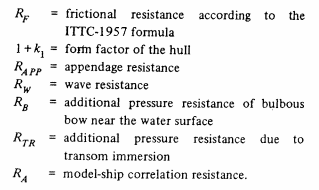 R_F = frictional resistance according to the
ITTC-1957 formula
1 + k_1 = form factor of the hull
R_APP = appendage resistance
R_W = wave resistance
R_B = additional pressure resistance of bulbous
bow near the water surface
R_TR = additional pressure resistance due to
transom immersion
R_A = model-ship correlation resistance.